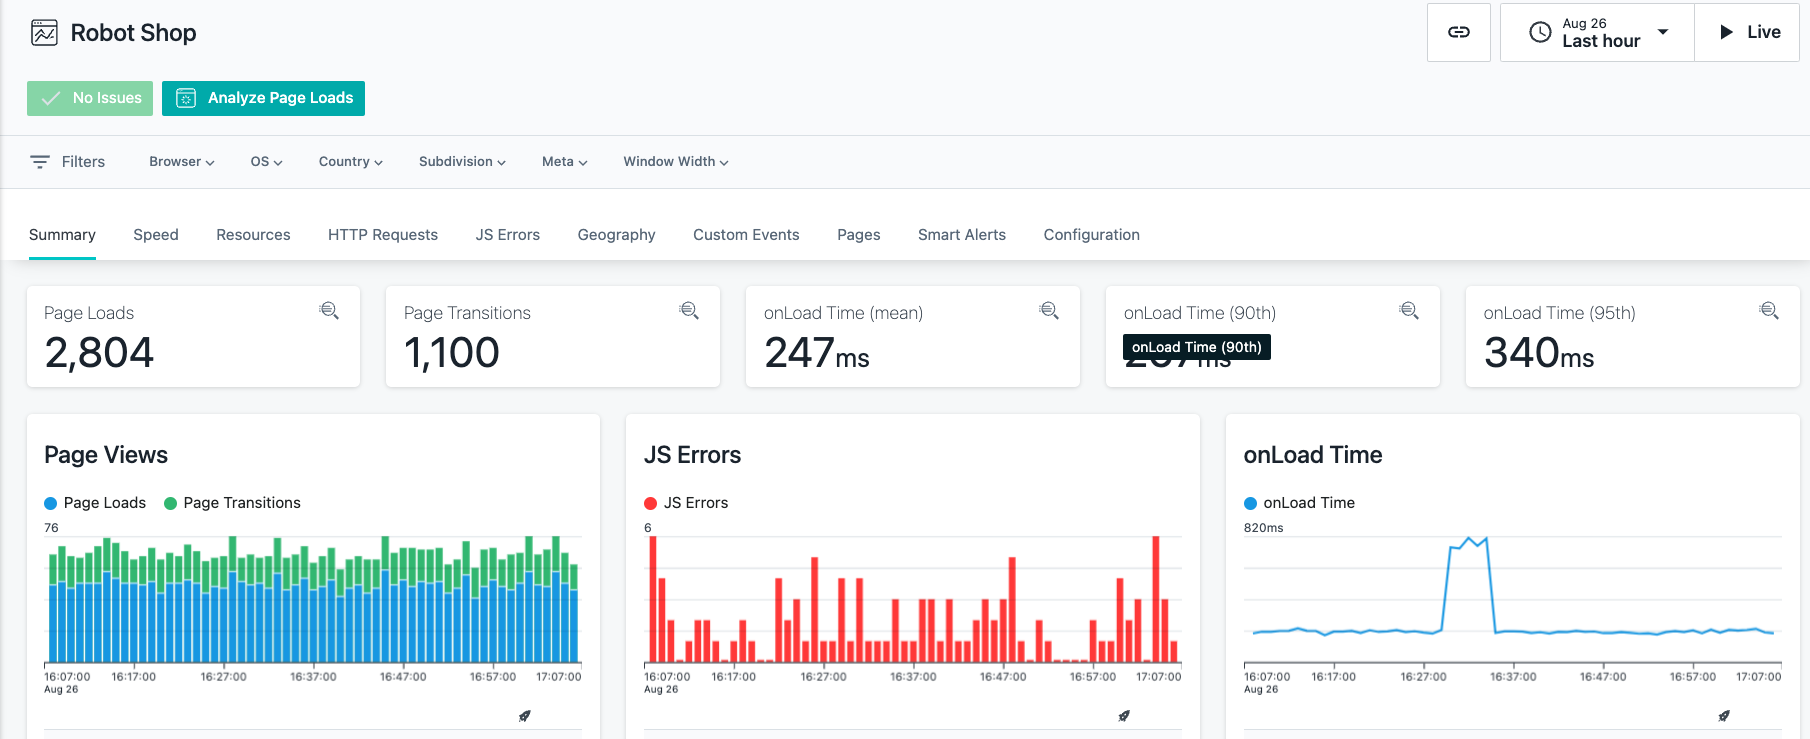 Robot Shop
Aug 26
Last hour
Live
No Issues
Analyze Page Loads
Filters
Browser
OS
Country
Subdivision
Meta
Window Width
Summary
Speed
Resources
HTTP Requests
JS Errors
Geography
Custom Events
Pages
Smart Alerts
Configuration
Page Loads
2,804
Page Transitions
1,100
onLoad Time (mean)
247ms
onLoad Time (90th)
onLoad Time (90th)
onLoad Time (95th)
340ms
Page Views
Page Loads
Page Transitions
76
16:07:00
Aug 26
16:17:00
16:27:00
16:37:00
16:47:00
16:57:00
17:07:00
JS Errors
JS Errors
6
16:07:00
Aug 26
16:17:00
16:27:00
16:37:00
16:47:00
16:57:00
17:07:00
onLoad Time
onLoad Time
820ms
16:07:00
Aug 26
16:17:00
16:27:00
16:37:00
16:47:00
16:57:00
17:07:00